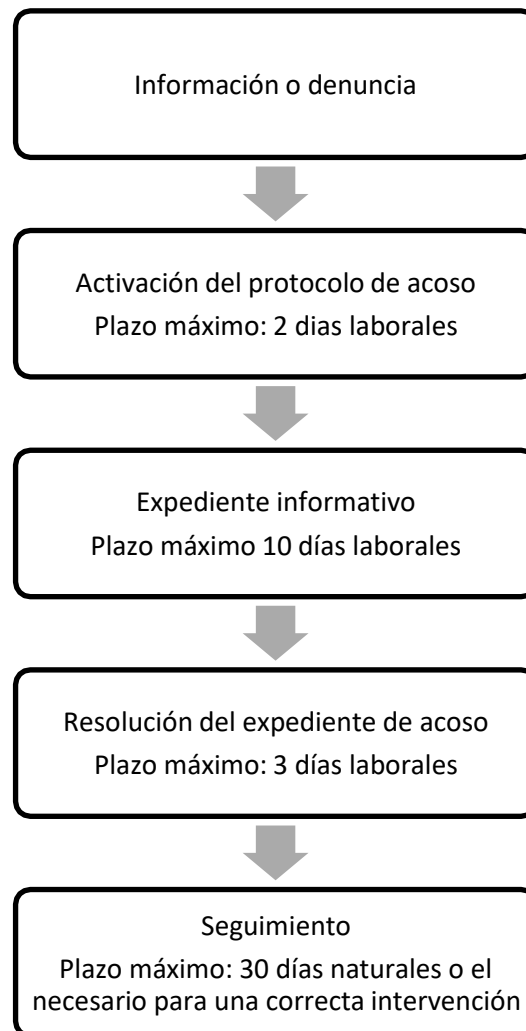 Información o denuncia
Activación del protocolo de acoso
Plazo máximo: 2 dias laborales
Expediente informativo
Plazo máximo 10 días laborales
Resolución del expediente de acoso
Plazo máximo: 3 días laborales
Seguimiento
Plazo máximo: 30 días naturales o el
necesario para una correcta intervención